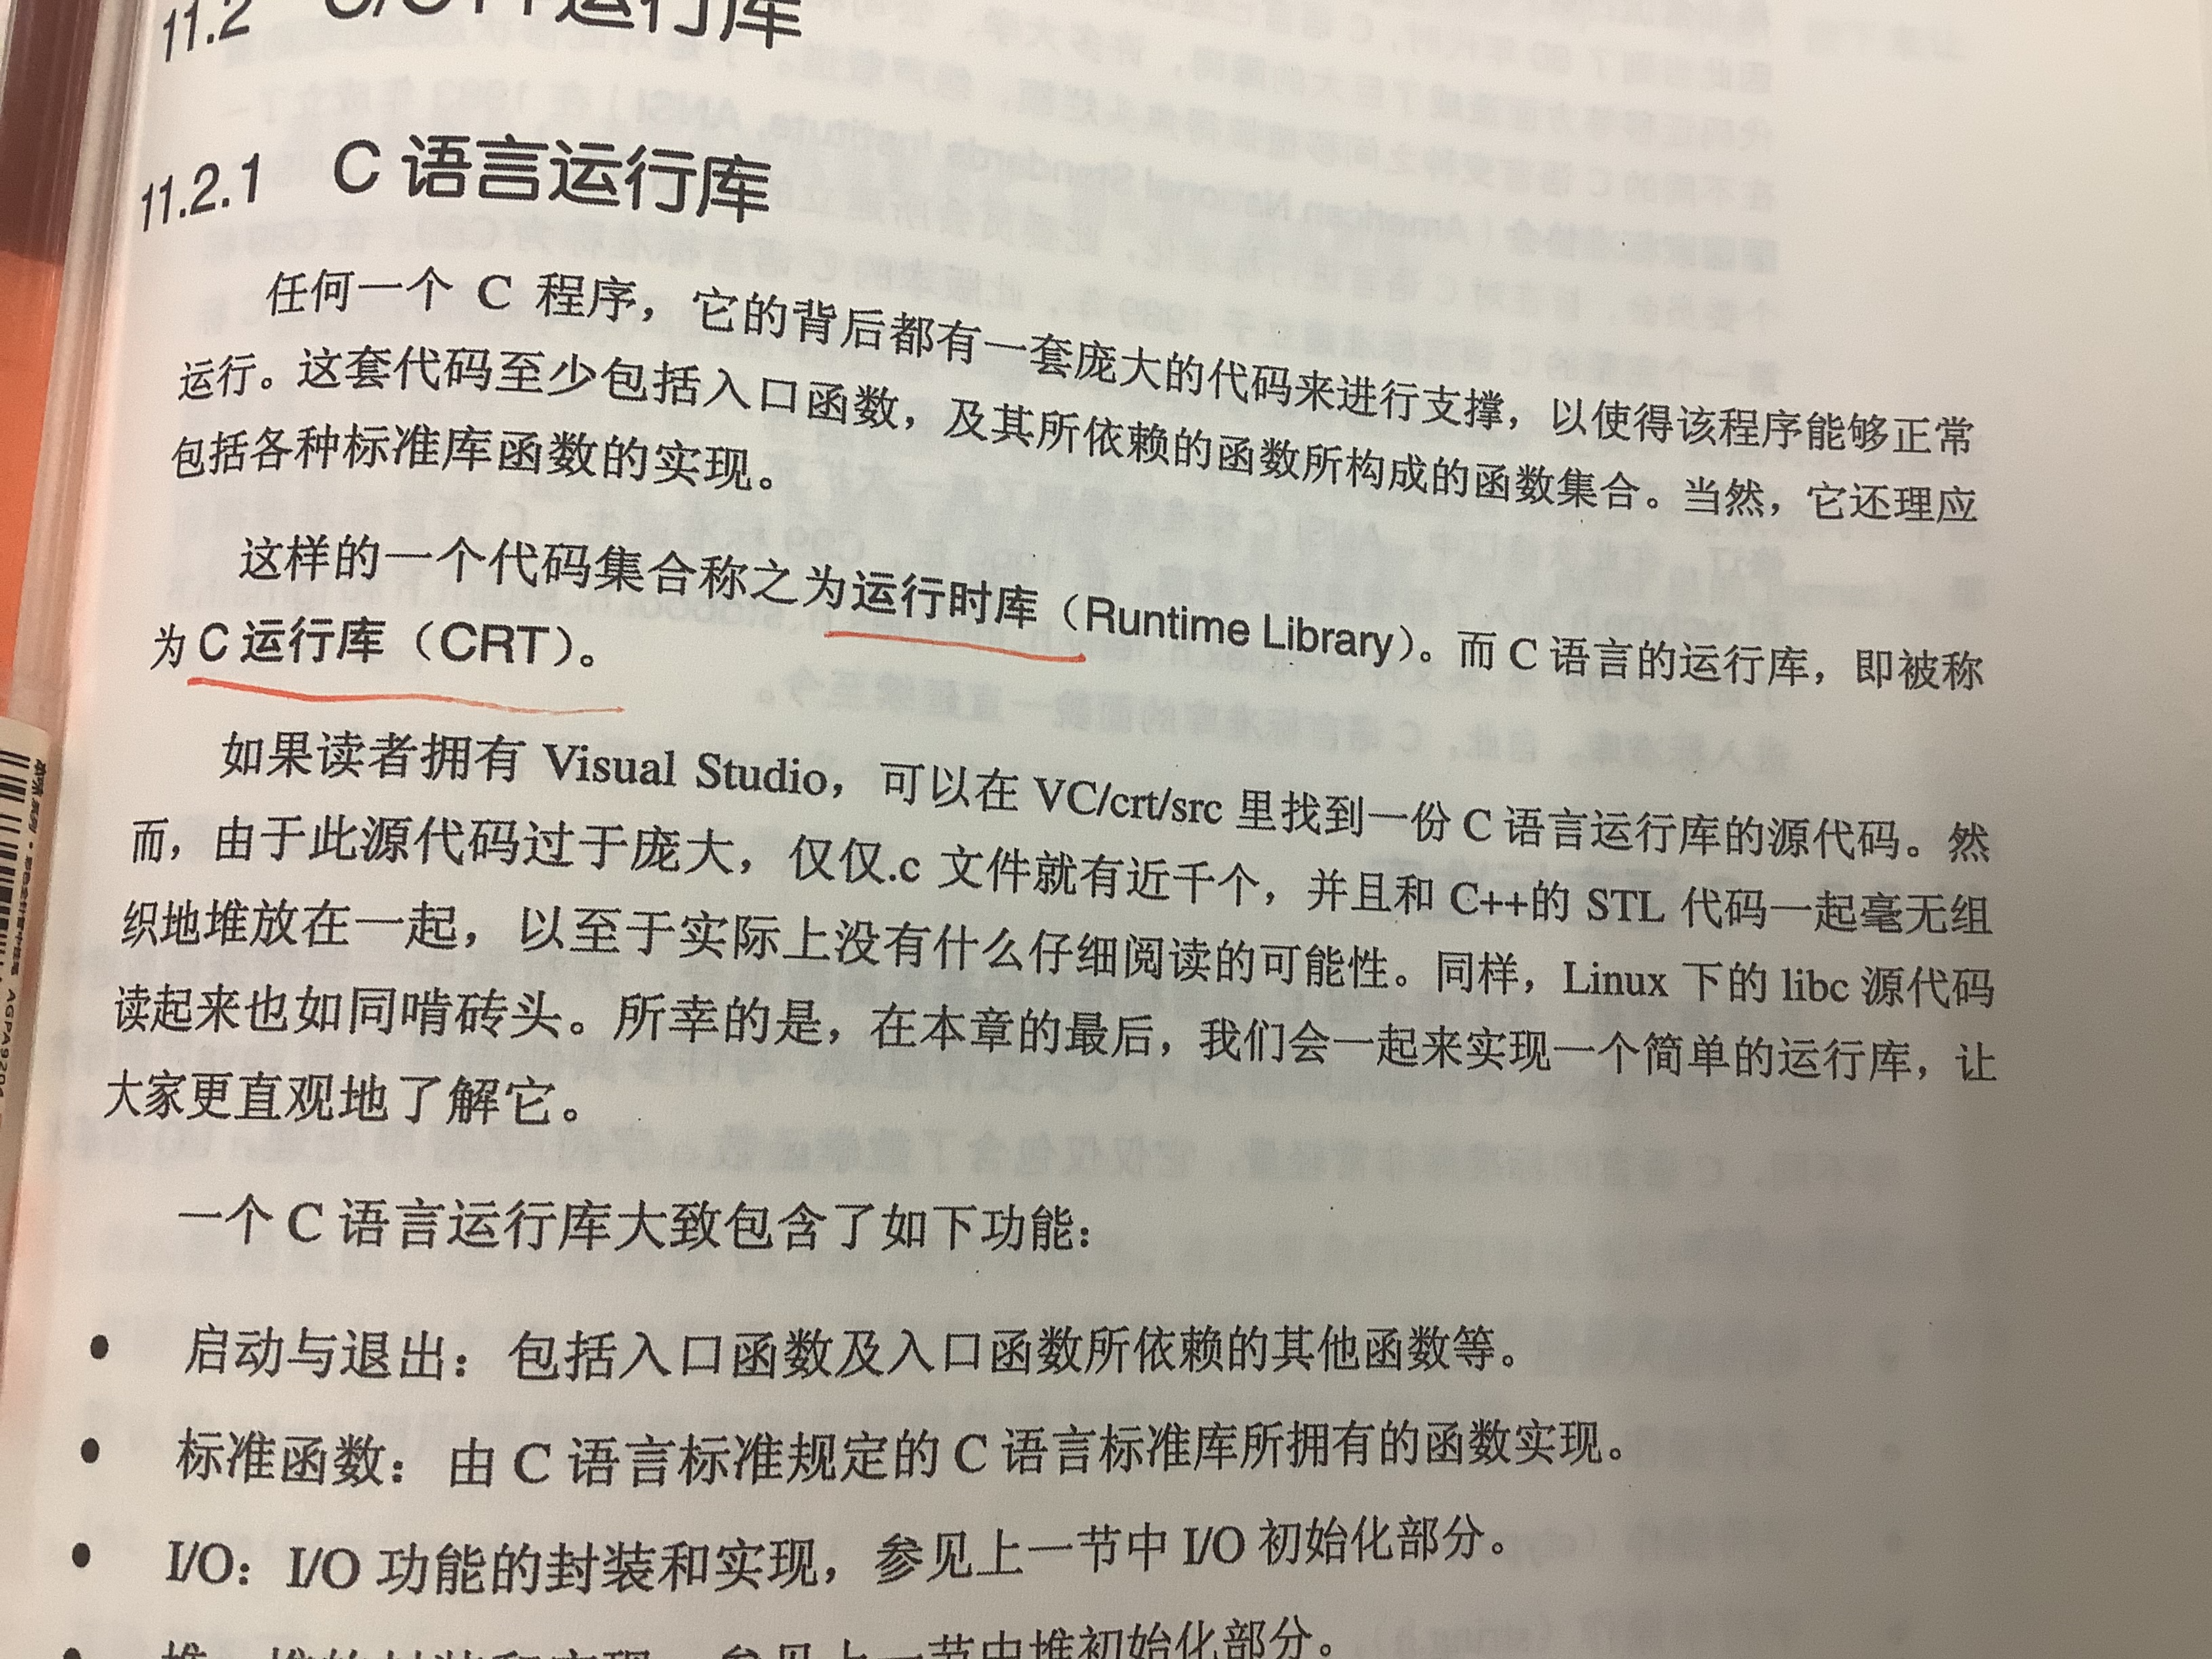 11.2 C/C++运行库
11.2.1 C 语言运行库
任何一个 C 程序，它的背后都有一套庞大的代码来进行支撑，以使得该程序能够正常
运行。这套代码至少包括入口函数，及其所依赖的函数所构成的函数集合。当然，它还理应
包括各种标准库函数的实现。
这样的一个代码集合称之为运行时库（Runtime Library）。而 C 语言的运行库，即被称
为 C 运行库（CRT）。
如果读者拥有 Visual Studio，可以在 VC/crt/src 里找到一份 C 语言运行库的源代码。然
而，由于此源代码过于庞大，仅仅.c 文件就有近千个，并且和 C++的 STL 代码一起毫无组
织地堆放在一起，以至于实际上没有什么仔细阅读的可能性。同样，Linux 下的 libc 源代码
读起来也如同啃砖头。所幸的是，在本章的最后，我们会一起来实现一个简单的运行库，让
大家更直观地了解它。
一个 C 语言运行库大致包含了如下功能：
• 启动与退出：包括入口函数及入口函数所依赖的其他函数等。
• 标准函数：由 C 语言标准规定的 C 语言标准库所拥有的函数实现。
• I/O：I/O 功能的封装和实现，参见上一节中 I/O 初始化部分。
• 堆：堆的封装和实现，参见上一节中堆初始化部分。